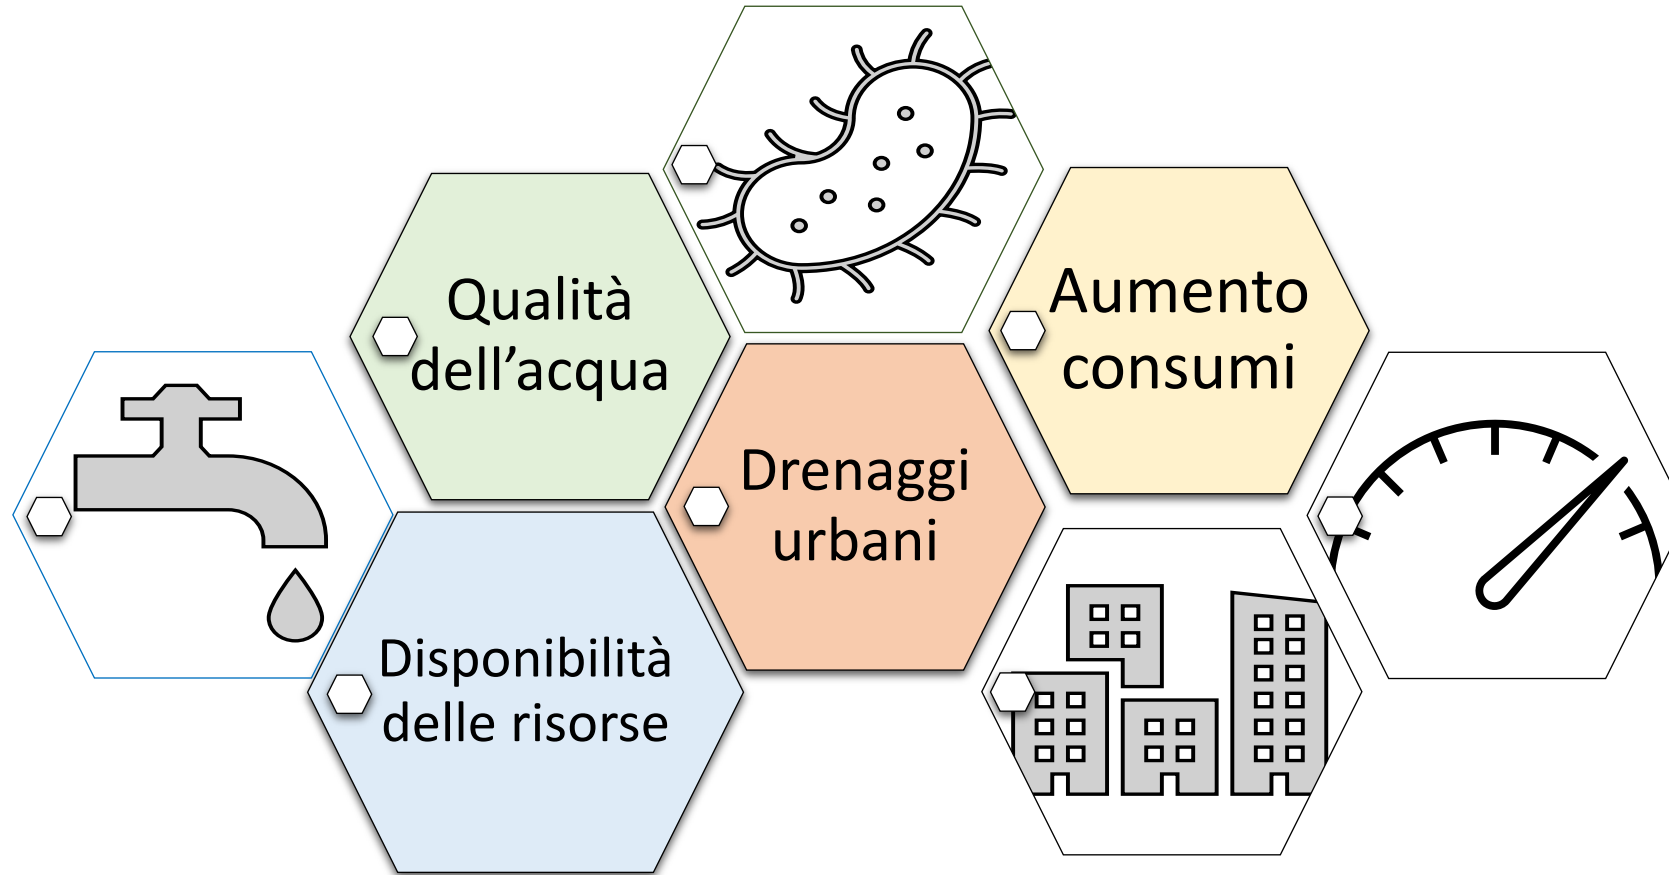 Qualità
dell’acqua
Aumento
consumi
Drenaggi
urbani
Disponibilità
delle risorse